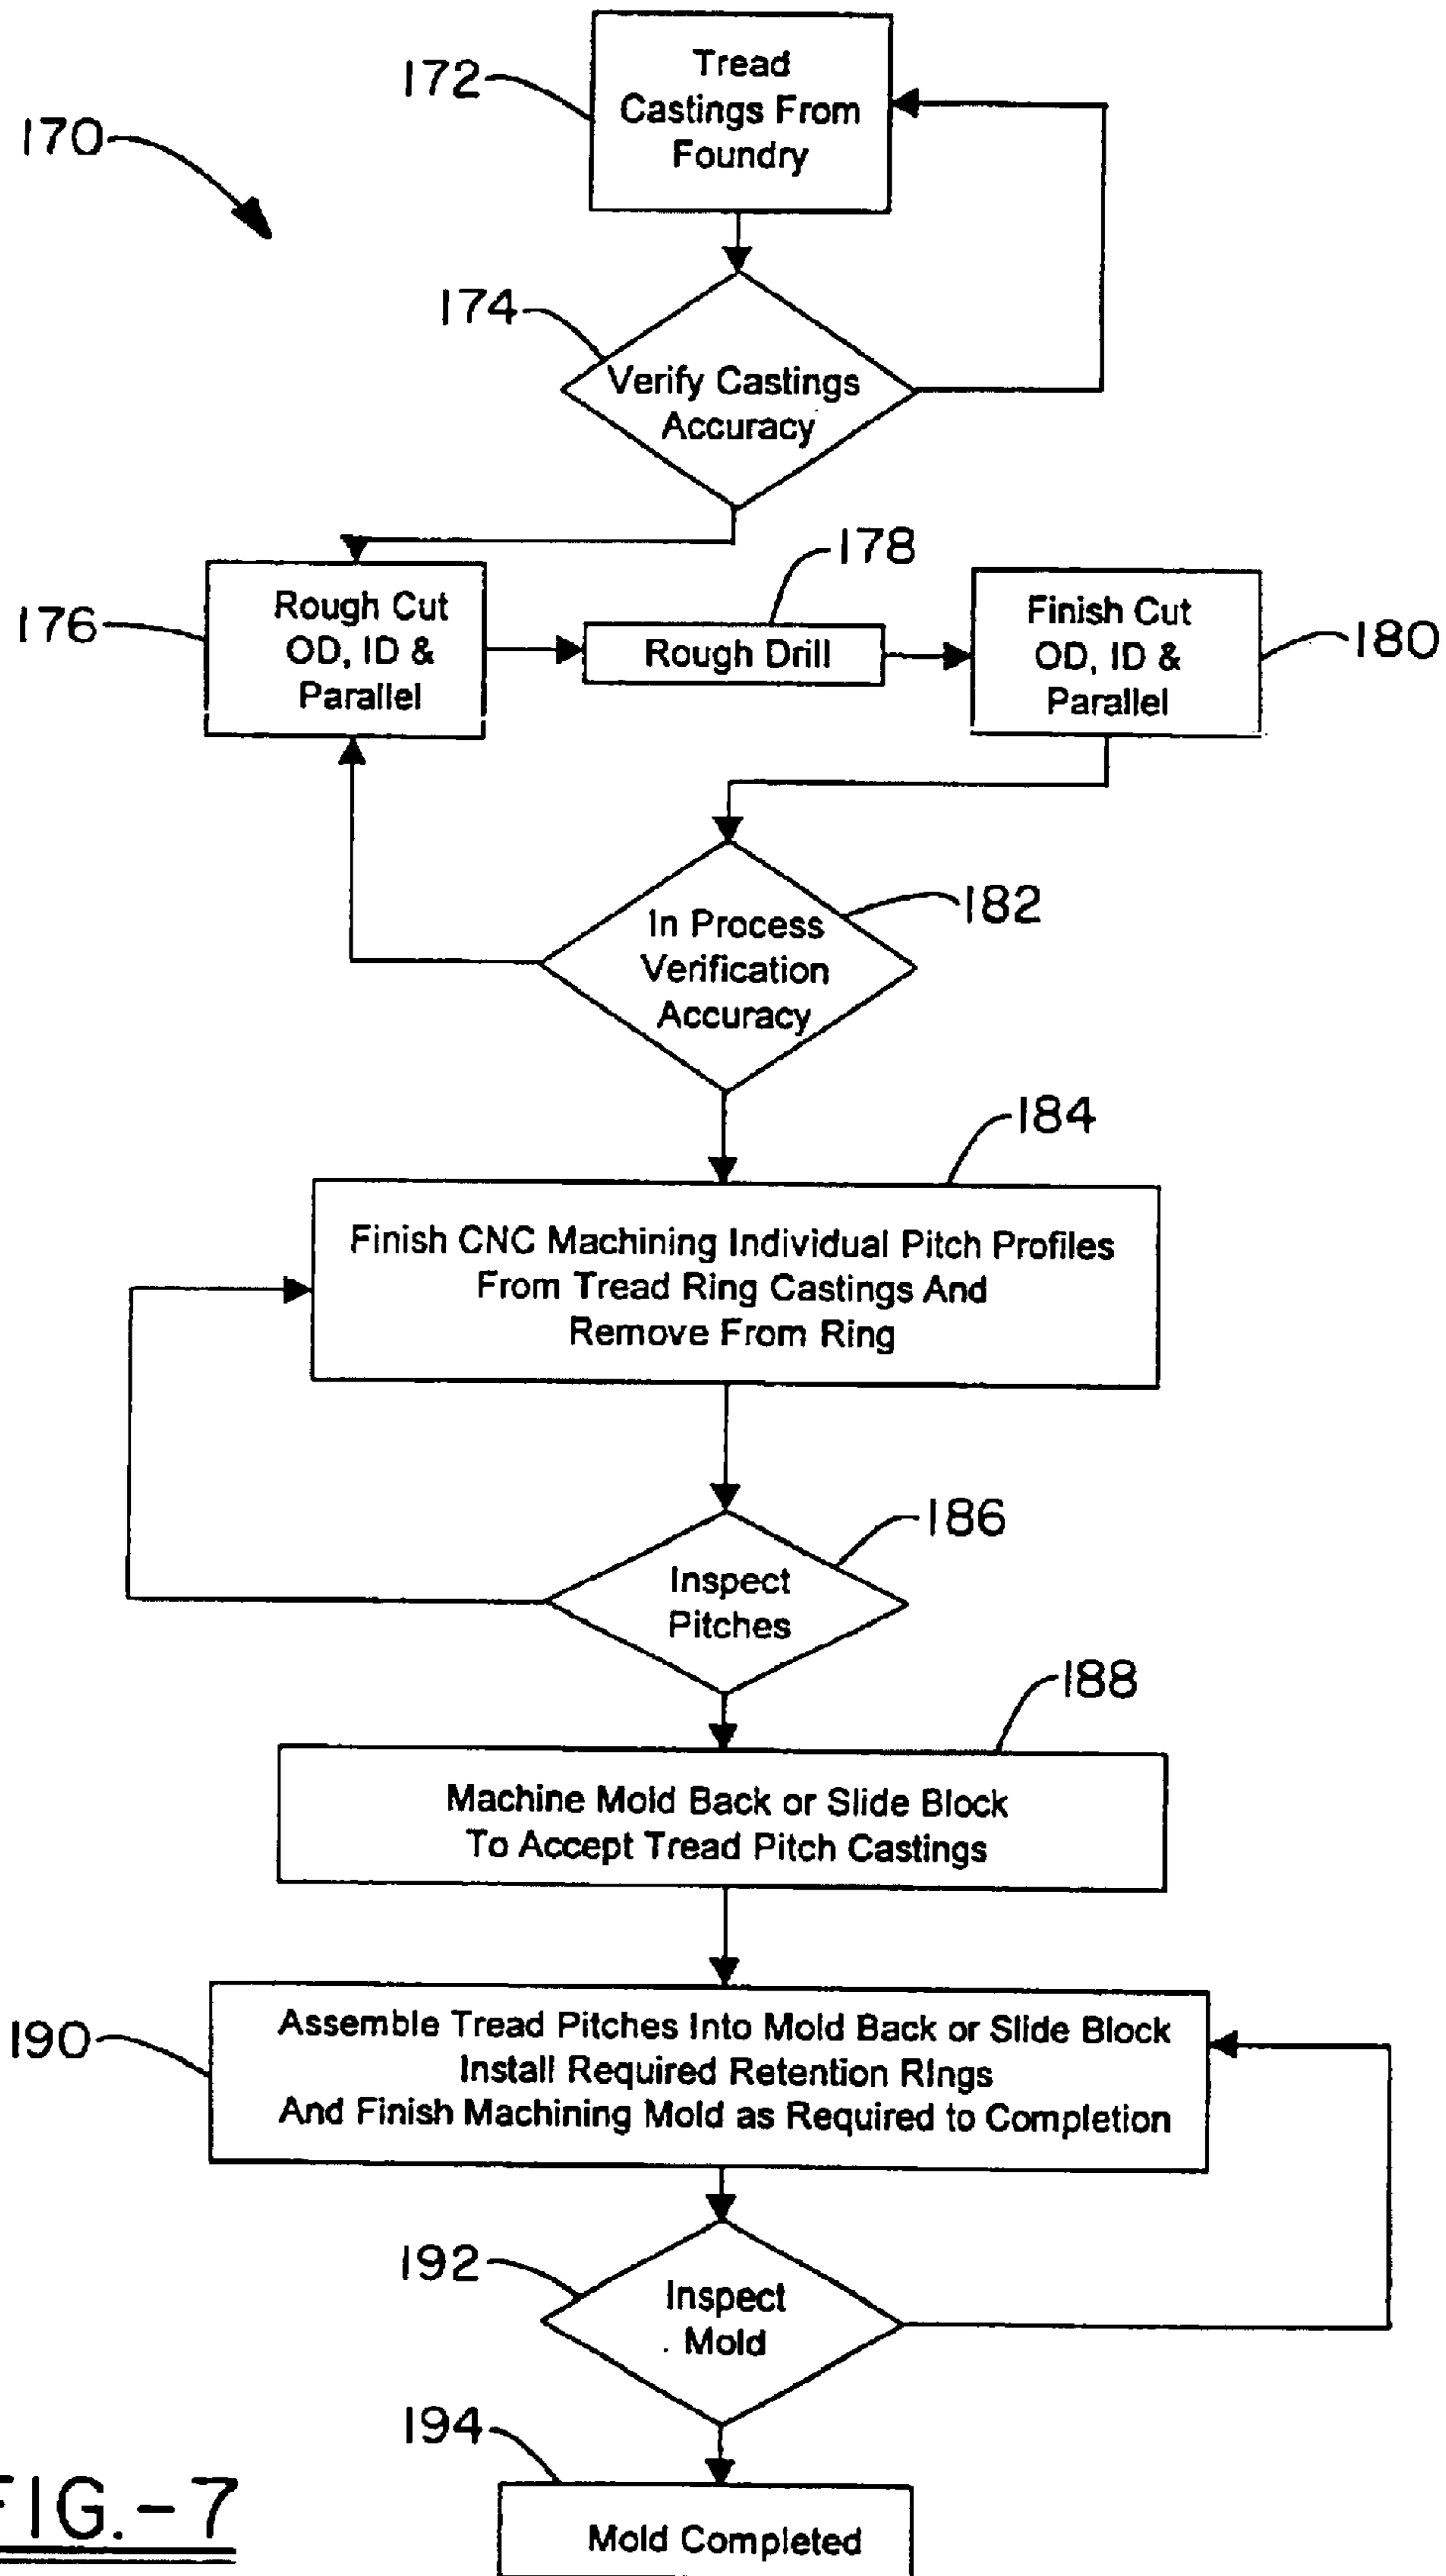 172
Tread
Castings From
Foundry
170
174
Verify Castings
Accuracy
176
Rough Cut
OD, ID &
Parallel
178
Rough Drill
Finish Cut
OD, ID &
Parallel
180
In Process
Verification
Accuracy
182
184
Finish CNC Machining Individual Pitch Profiles
From Tread Ring Castings And
Remove From Ring
186
Inspect
Pitches
188
Machine Mold Back or Slide Block
To Accept Tread Pitch Castings
190
Assemble Tread Pitches Into Mold Back or Slide Block
Install Required Retention RIngs
And Finish Machining Mold as Required to Completion
192
Inspect
Mold
194
Mold Completed
FIG.-7